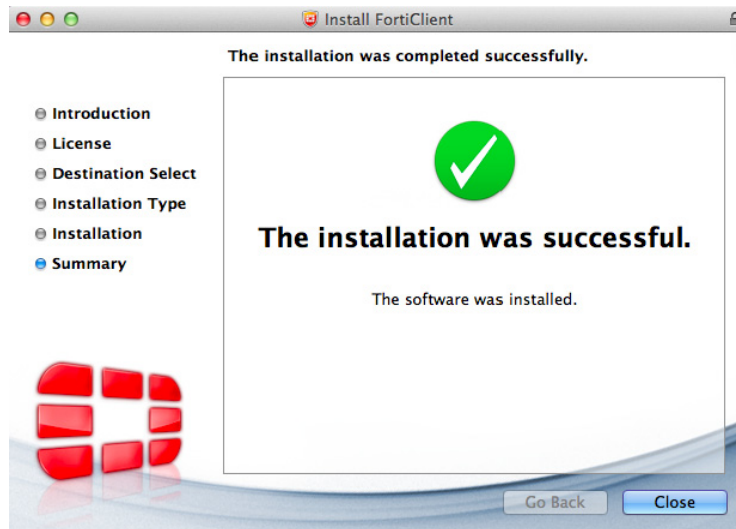 Install FortiClient
The installation was completed successfully.
Introduction
License
Destination Select
Installation Type
Installation
Summary
The installation was successful.
The software was installed.
Go Back
Close